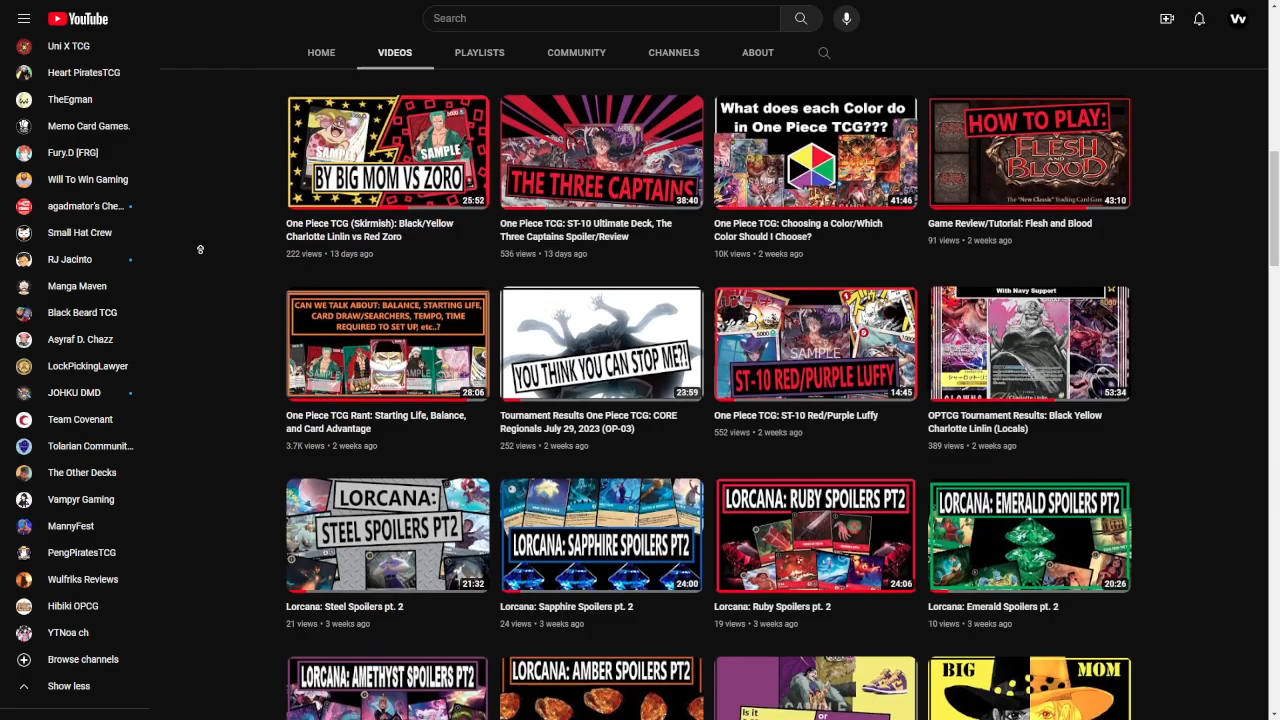 YouTube
Search
Vv
Uni X TCG
Heart PiratesTCG
TheEgman
Memo Card Games.
Fury.D [FRG]
Will To Win Gaming
agadmator's Che...
Small Hat Crew
RJ Jacinto
Manga Maven
Black Beard TCG
Asyraf D. Chazz
LockPickingLawyer
JOHKU DMD
Team Covenant
Tolarian Communit...
The Other Decks
Vampyr Gaming
MannyFest
PengPiratesTCG
Wulfriks Reviews
Hibiki OPCG
YTNoa ch
Browse channels
Show less
HOME
VIDEOS
PLAYLISTS
COMMUNITY
CHANNELS
ABOUT
SAMPLE
SAMPLE
BY BIG MOM VS ZORO
25:52
One Piece TCG (Skirmish): Black/Yellow
Charlotte Linlin vs Red Zoro
222 views • 13 days ago
THE THREE CAPTAINS
38:40
One Piece TCG: ST-10 Ultimate Deck, The
Three Captains Spoiler/Review
536 views • 13 days ago
What does each Color do
in One Piece TCG???
41:46
One Piece TCG: Choosing a Color/Which
Color Should I Choose?
10K views • 2 weeks ago
HOW TO PLAY:
FLESH
AND
BLOOD
The "New Classic" Trading Card Gam
43:10
Game Review/Tutorial: Flesh and Blood
91 views • 2 weeks ago
CAN WE TALK ABOUT: BALANCE, STARTING LIFE,
CARD DRAW/SEARCHERS, TEMPO, TIME
REQUIRED TO SET UP, etc..?
28:06
One Piece TCG Rant: Starting Life, Balance,
and Card Advantage
3.7K views • 2 weeks ago
YOU THINK YOU CAN STOP ME?!
23:59
Tournament Results One Piece TCG: CORE
Regionals July 29, 2023 (OP-03)
252 views • 2 weeks ago
SAMPLE
ST-10 RED/PURPLE LUFFY
14:45
One Piece TCG: ST-10 Red/Purple Luffy
552 views • 2 weeks ago
With Navy Support
53:34
OPTCG Tournament Results: Black Yellow
Charlotte Linlin (Locals)
389 views • 2 weeks ago
LORCANA:
STEEL SPOILERS PT2
21:32
Lorcana: Steel Spoilers pt. 2
21 views • 3 weeks ago
LORCANA: SAPPHIRE SPOILERS PT2
24:00
Lorcana: Sapphire Spoilers pt. 2
24 views • 3 weeks ago
LORCANA: RUBY SPOILERS PT2
24:06
Lorcana: Ruby Spoilers pt. 2
19 views • 3 weeks ago
LORCANA: EMERALD SPOILERS PT2
20:26
Lorcana: Emerald Spoilers pt. 2
10 views • 3 weeks ago
LORCANA: AMETHYST SPOILERS PT2
LORCANA: AMBER SPOILERS PT2
Is it
or
BIG
MOM